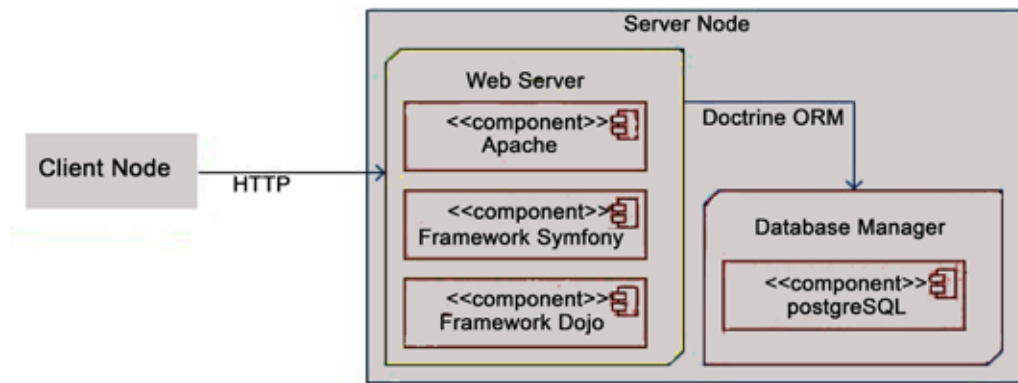 Server Node
Web Server
<<component>>
Apache
Doctrine ORM
Client Node
HTTP
<<component>>
Framework Symfony
Database Manager
<<component>>
postgreSQL
<<component>>
Framework Dojo